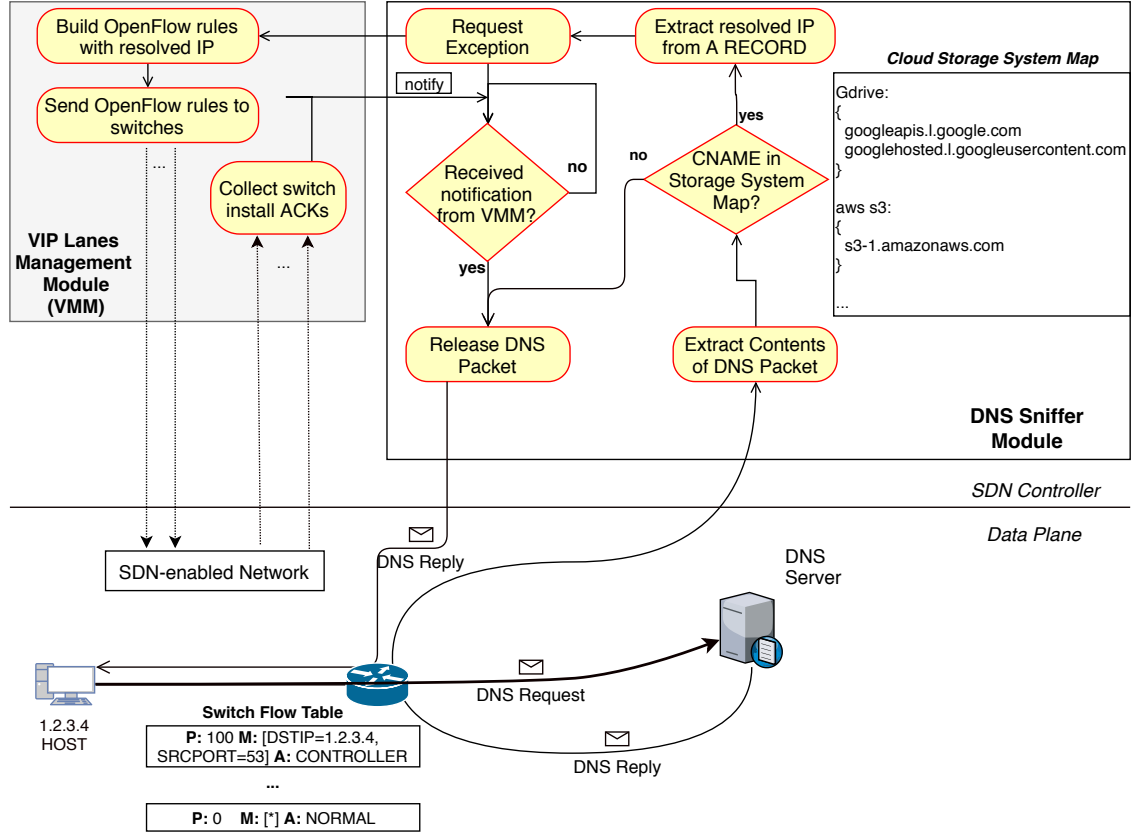 Build OpenFlow rules
with resolved IP
Send OpenFlow rules to
switches
...
Collect switch
install ACKs
...
VIP Lanes
Management
Module
(VMM)
Request
Exception
notify
Received
notification
from VMM?
no
yes
Release DNS
Packet
Extract resolved IP
from A RECORD
yes
no
CNAME in
Storage System
Map?
Extract Contents
of DNS Packet
Cloud Storage System Map
Gdrive:
{
googleapis.l.google.com
googlehosted.l.googleusercontent.com
}
aws s3:
{
s3-1.amazonaws.com
}
...
DNS Sniffer
Module
SDN Controller
Data Plane
SDN-enabled Network
DNS Reply
DNS
Server
DNS Request
DNS Reply
1.2.3.4
HOST
Switch Flow Table
P: 100 M: [DSTIP=1.2.3.4,
SRCPORT=53] A: CONTROLLER
...
P: 0 M: [*] A: NORMAL